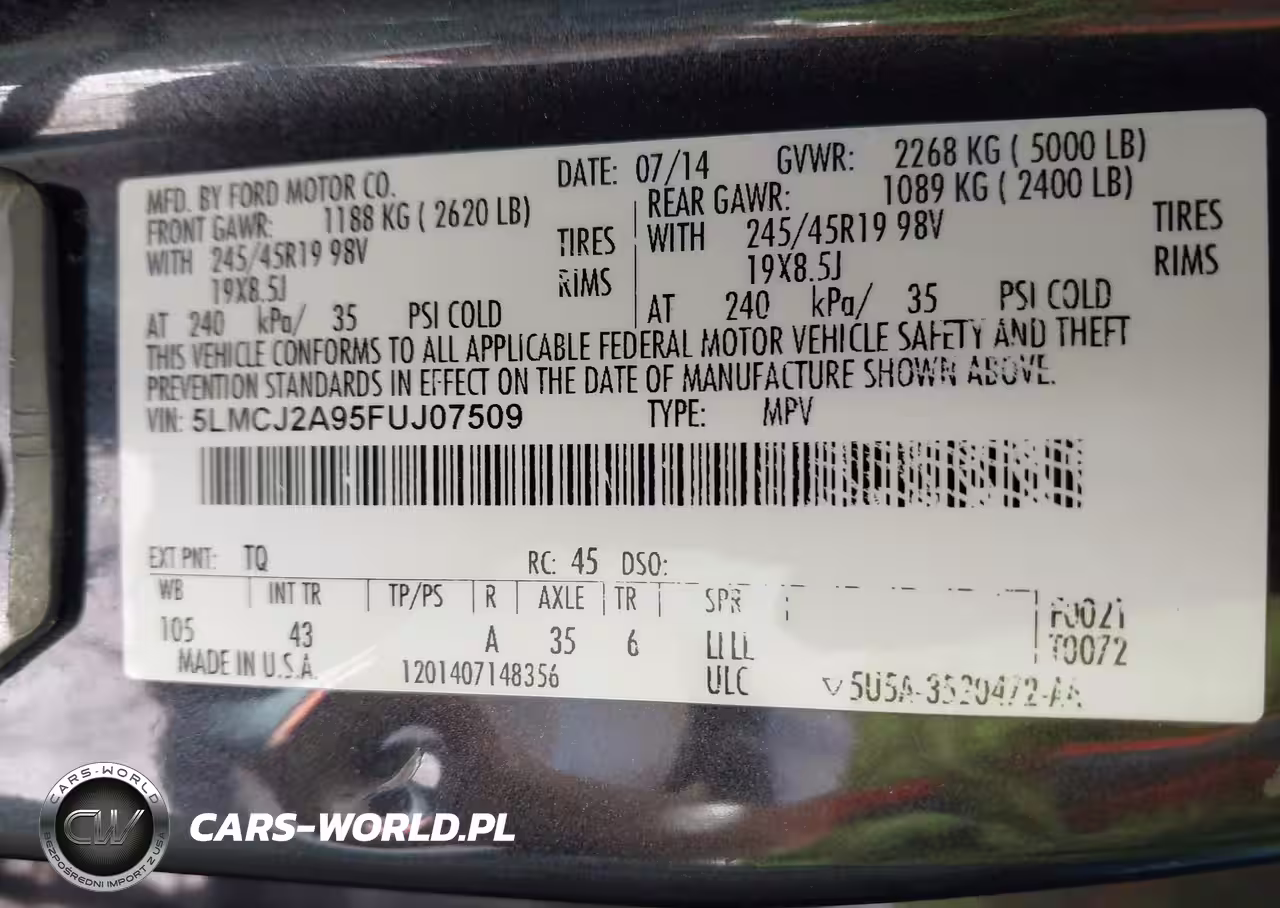 MFD. BY FORD MOTOR CO. DATE: 07/14 GVWR: 2268 KG ( 5000 LB)
FRONT GAWR: 1188 KG ( 2620 LB) REAR GAWR: 1089 KG ( 2400 LB)
WITH 245/45R19 98V TIRES WITH 245/45R19 98V TIRES
19X8.5J RIMS 19X8.5J RIMS
AT 240 kPa/ 35 PSI COLD AT 240 kPa/ 35 PSI COLD
THIS VEHICLE CONFORMS TO ALL APPLICABLE FEDERAL MOTOR VEHICLE SAFETY AND THEFT
PREVENTION STANDARDS IN EFFECT ON THE DATE OF MANUFACTURE SHOWN ABOVE.
VIN: 5LMCJ2A95FUJ07509 TYPE: MPV
EXT PNT: TQ RC: 45 DSO:
WB INT TR TP/PS R AXLE TR SPR
105 43 A 35 6
F0021
T0072
MADE IN U.S.A. 1201407148356 ULC
CARS-WORLD
CW
BEZPOŚREDNI IMPORT Z USA
CARS-WORLD.PL